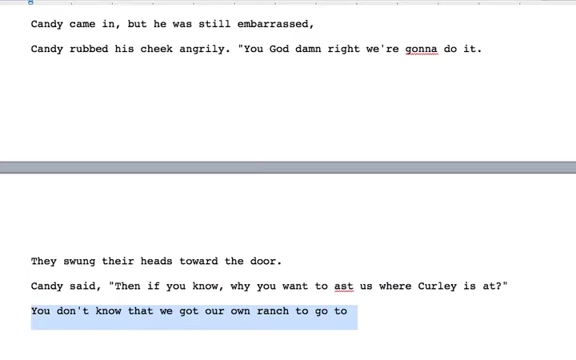 Candy came in, but he was still embarrassed,
Candy rubbed his cheek angrily. "You God damn right we're gonna do it.
They swung their heads toward the door.
Candy said, "Then if you know, why you want to ast us where Curley is at?"
You don't know that we got our own ranch to go to